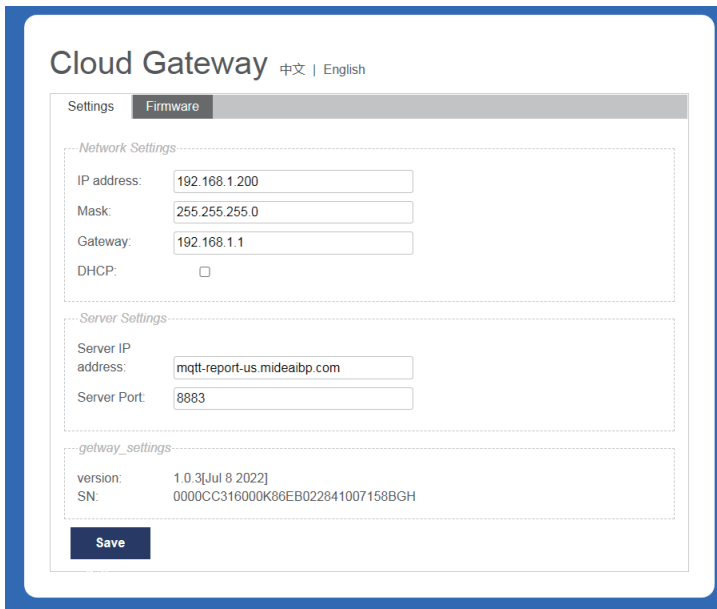 Cloud Gateway 中文 | English
Settings Firmware
Network Settings
IP address: 192.168.1.200
Mask: 255.255.255.0
Gateway: 192.168.1.1
DHCP:
Server Settings
Server IP
address: mqtt-report-us.mideaibp.com
Server Port: 8883
getway_settings
version: 1.0.3[Jul 8 2022]
SN: 0000CC316000K86EB022841007158BGH
Save